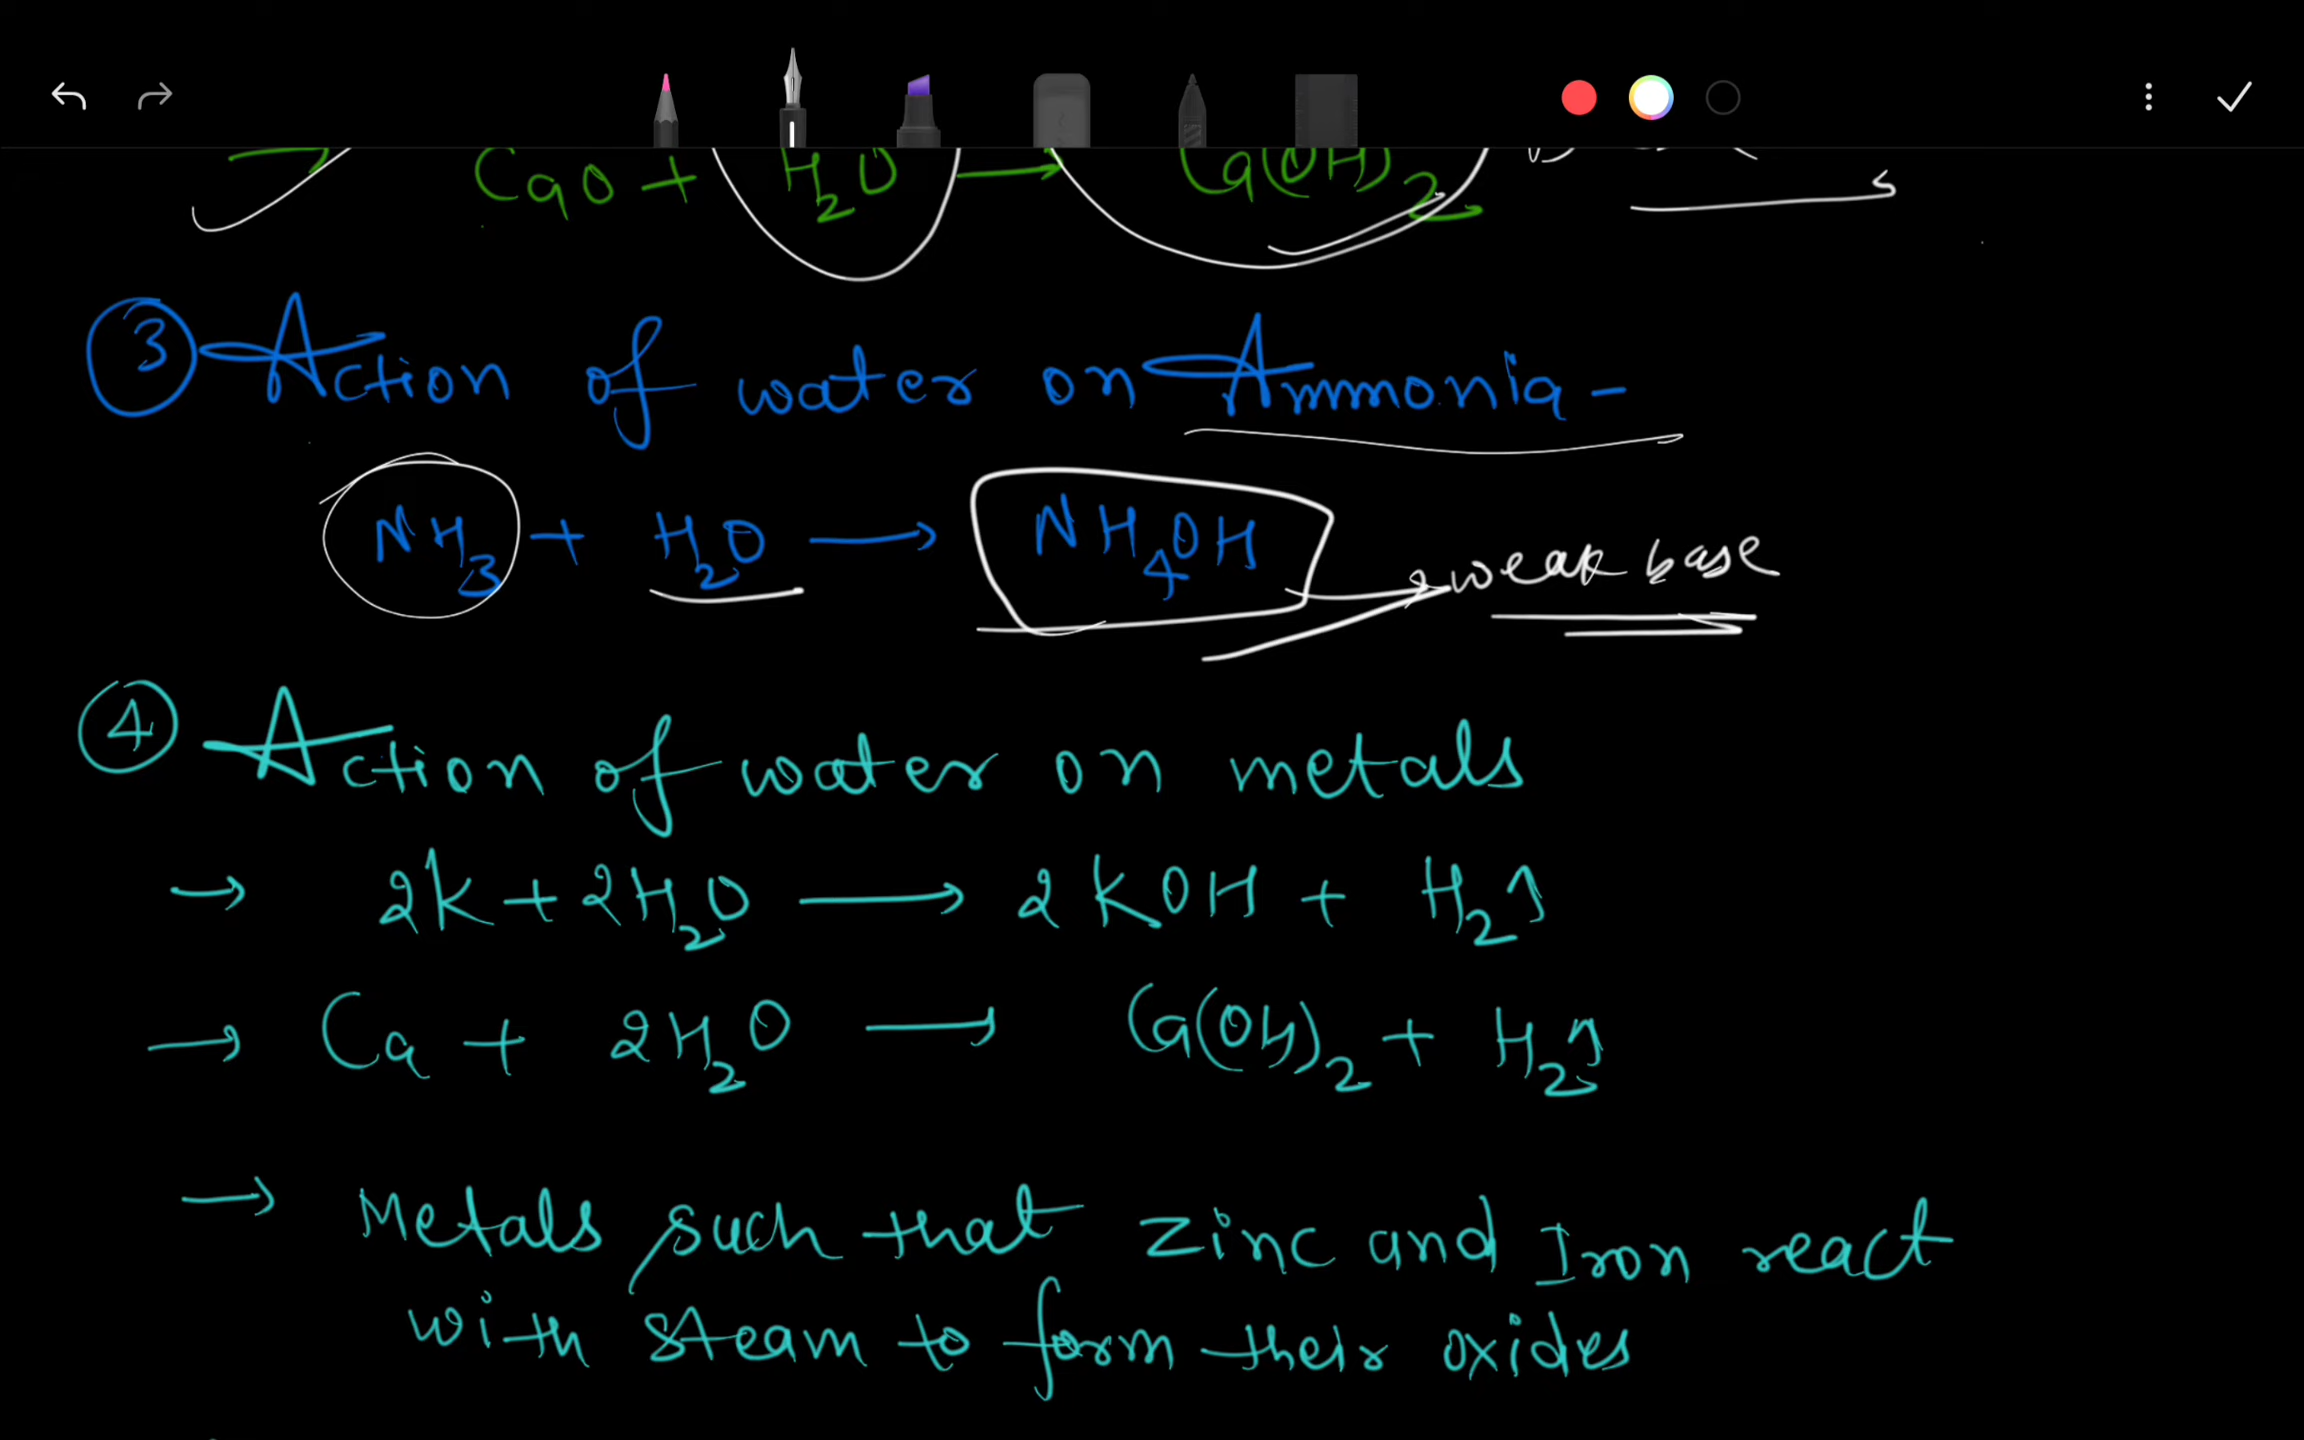 CaO + H₂O → Ca(OH)₂
③ Action of water on Ammonia -
NH₃ + H₂O → NH₄OH → weak base
④ Action of water on metals
→ 2K + 2H₂O → 2KOH + H₂↑
→ Ca + 2H₂O → Ca(OH)₂ + H₂↑
→ Metals such that zinc and Iron react
with steam to form their oxides